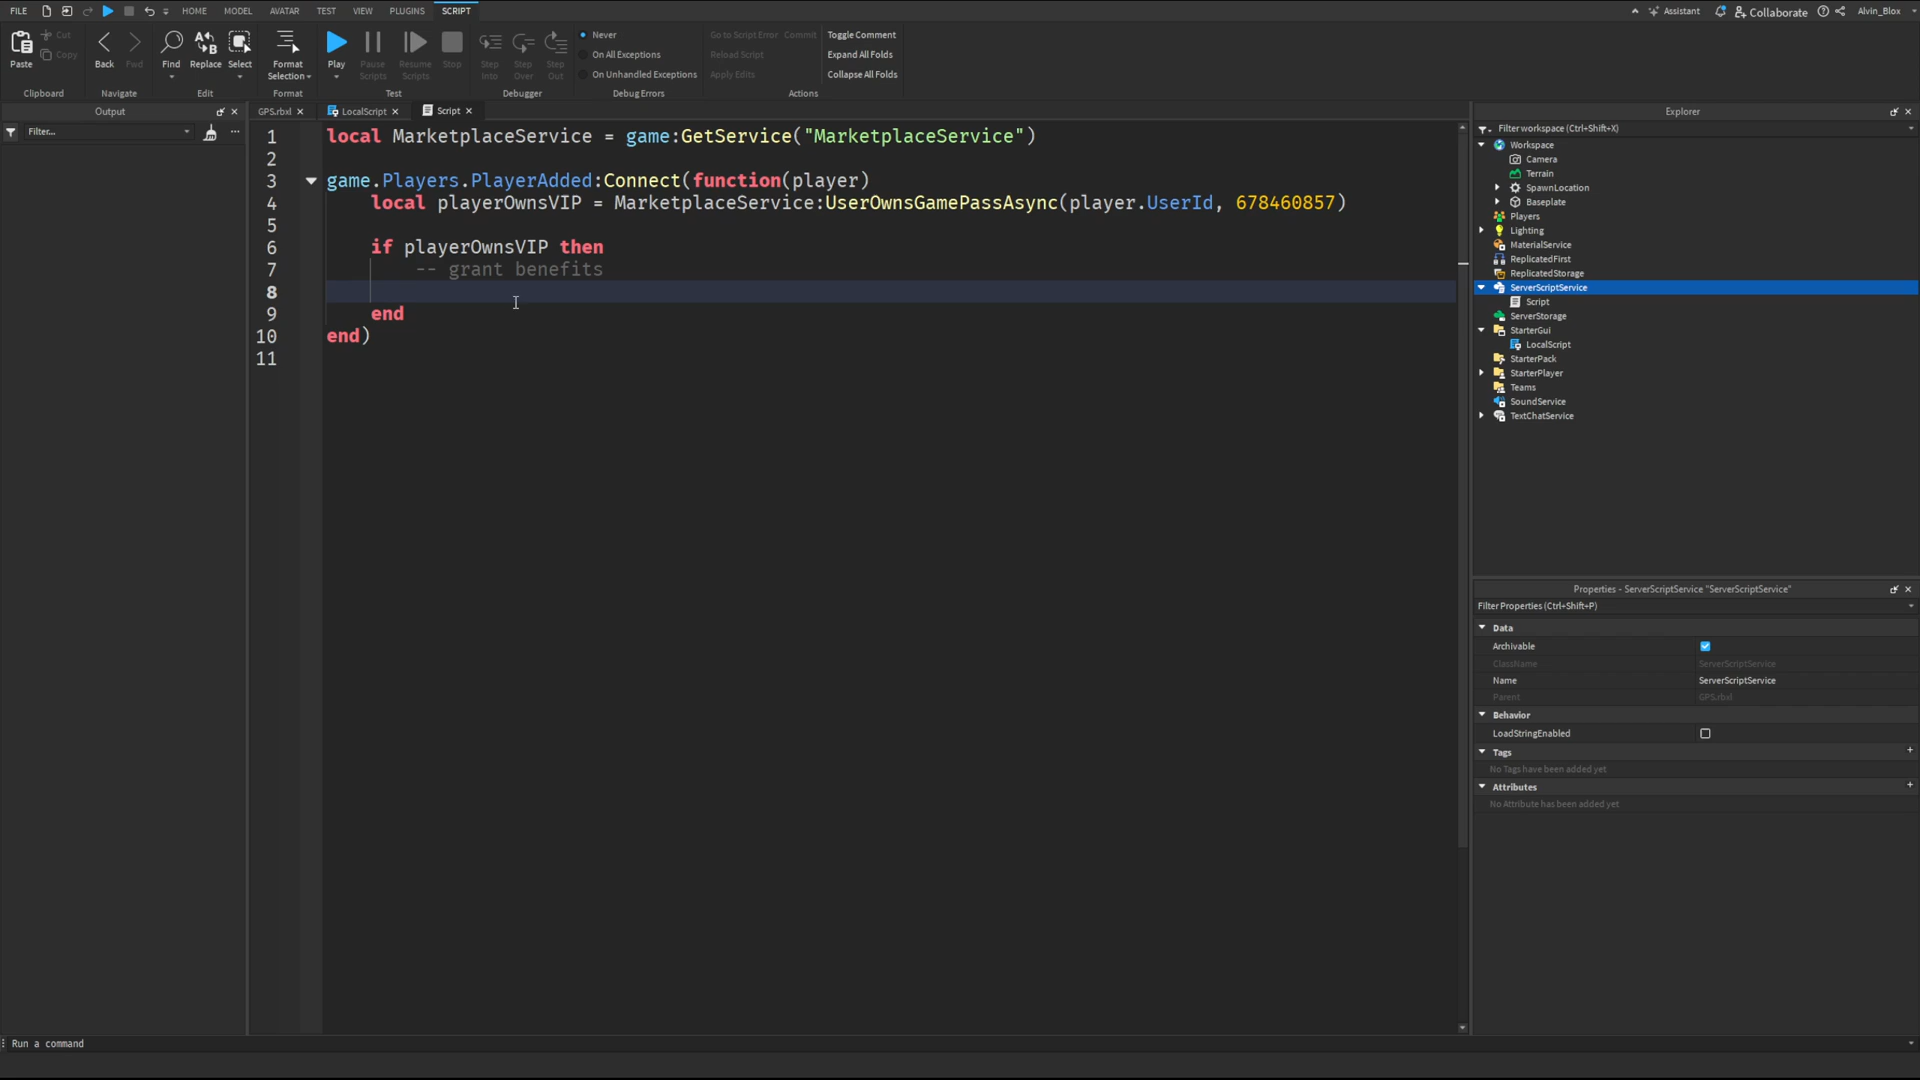 FILE HOME MODEL AVATAR TEST VIEW PLUGINS SCRIPT Assistant Collaborate Alvin_Blox
Paste Cut Copy Back Fwd Find Replace Select Format Selection Play Pause Scripts Resume Scripts Stop Step Into Step Over Step Out
Never
On All Exceptions
On Unhandled Exceptions
Go to Script Error Commit
Reload Script
Apply Edits
Toggle Comment
Expand All Folds
Collapse All Folds
Clipboard Navigate Edit Format Test Debugger Debug Errors Actions
Output
Filter...
GPS.rbxl LocalScript Script
1 local MarketplaceService = game:GetService("MarketplaceService")
2
3 game.Players.PlayerAdded:Connect(function(player)
4 local playerOwnsVIP = MarketplaceService:UserOwnsGamePassAsync(player.UserId, 678460857)
5
6 if playerOwnsVIP then
7 -- grant benefits
8
9 end
10 end)
11
Explorer
Filter workspace (Ctrl+Shift+X)
Workspace
Camera
Terrain
SpawnLocation
Baseplate
Players
Lighting
MaterialService
ReplicatedFirst
ReplicatedStorage
ServerScriptService
Script
ServerStorage
StarterGui
LocalScript
StarterPack
StarterPlayer
Teams
SoundService
TextChatService
Properties - ServerScriptService "ServerScriptService"
Filter Properties (Ctrl+Shift+P)
Data
Archivable
ClassName ServerScriptService
Name ServerScriptService
Parent GPS.rbxl
Behavior
LoadStringEnabled
Tags +
No Tags have been added yet
Attributes +
No Attribute has been added yet
Run a command